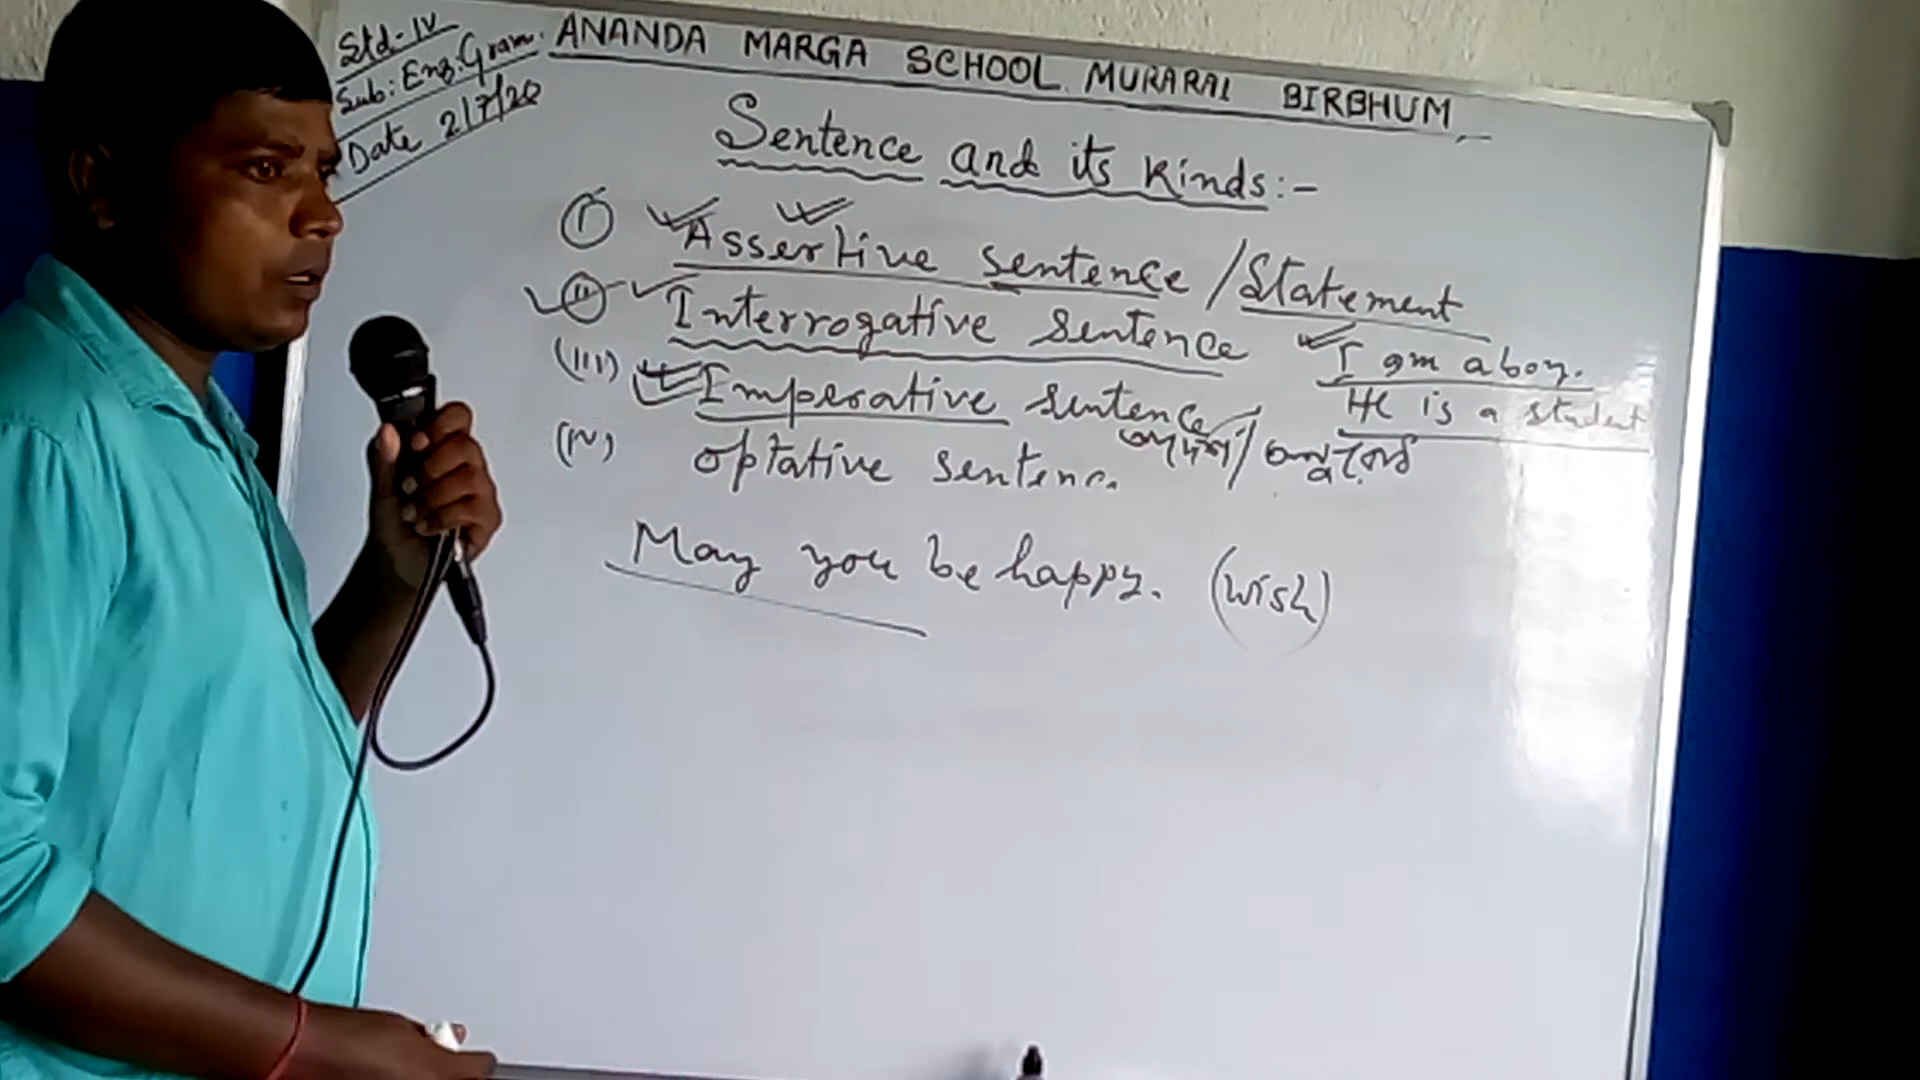 Std-IV
Sub: Eng. Gram.
Date 2/7/20
ANANDA MARGA SCHOOL MURARAI BIRBHUM
Sentence and its Kinds:-
(I) Assertive sentence / Statement
(II) Interrogative sentence
I am a boy.
(III) Imperative sentence
He is a student
(IV) optative sentenc.
May you be happy. (wish)